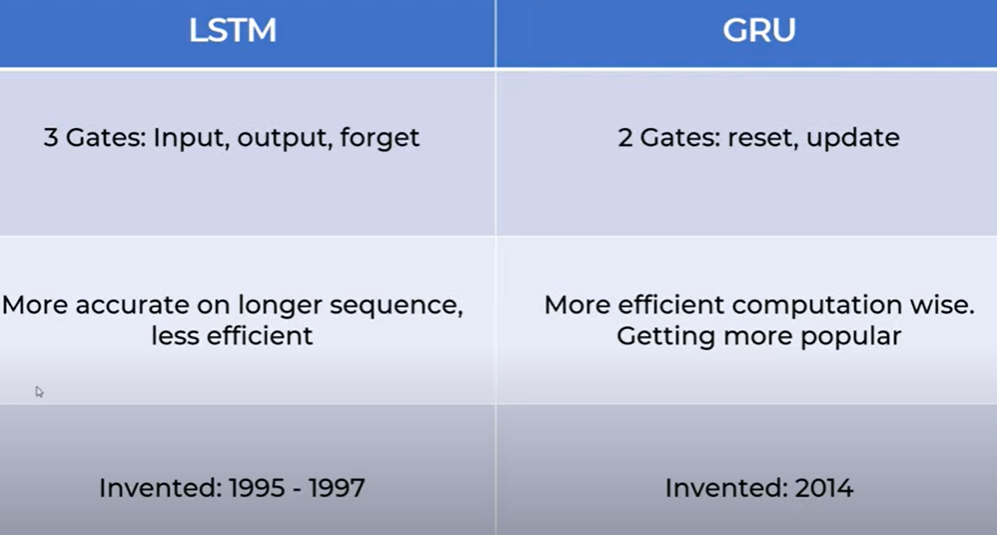 LSTM
GRU
3 Gates: Input, output, forget
2 Gates: reset, update
More accurate on longer sequence,
less efficient
More efficient computation wise.
Getting more popular
Invented: 1995 - 1997
Invented: 2014